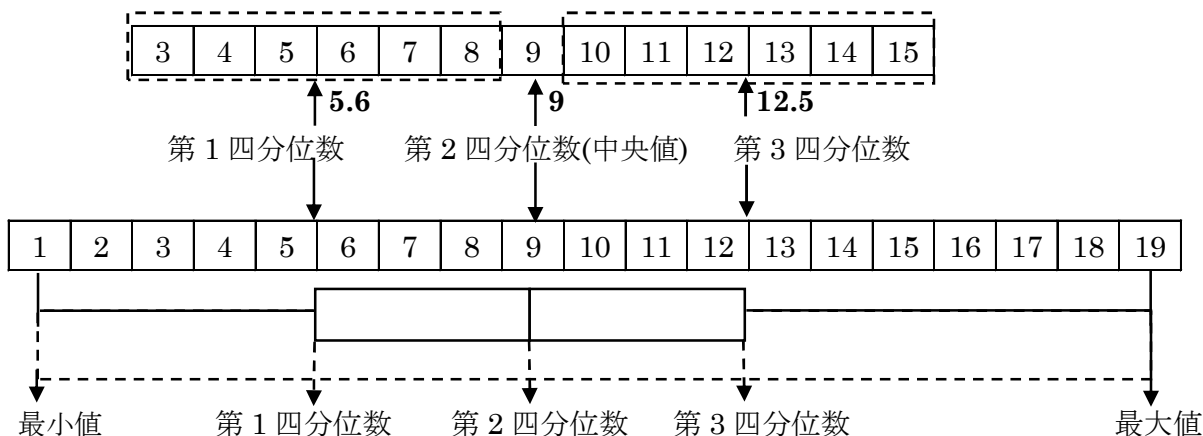 3 4 5 6 7 8 9 10 11 12 13 14 15
5.6 9 12.5
第 1 四分位数 第 2 四分位数(中央値) 第 3 四分位数
1 2 3 4 5 6 7 8 9 10 11 12 13 14 15 16 17 18 19
最小値 第 1 四分位数 第 2 四分位数 第 3 四分位数 最大値